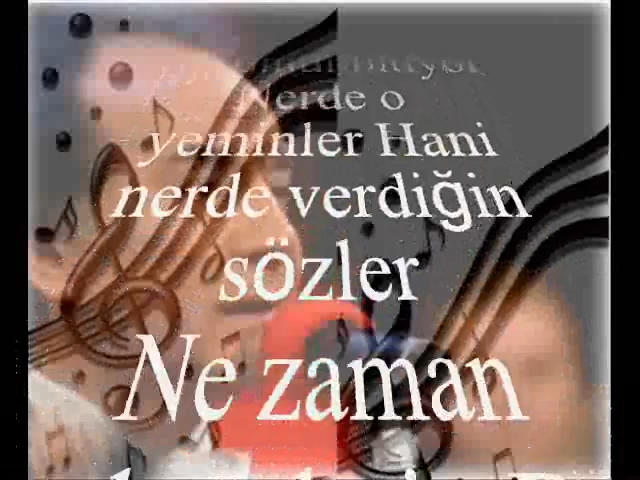 Nerde o
yeminler Hani
nerde verdiğin
sözler
Ne zaman